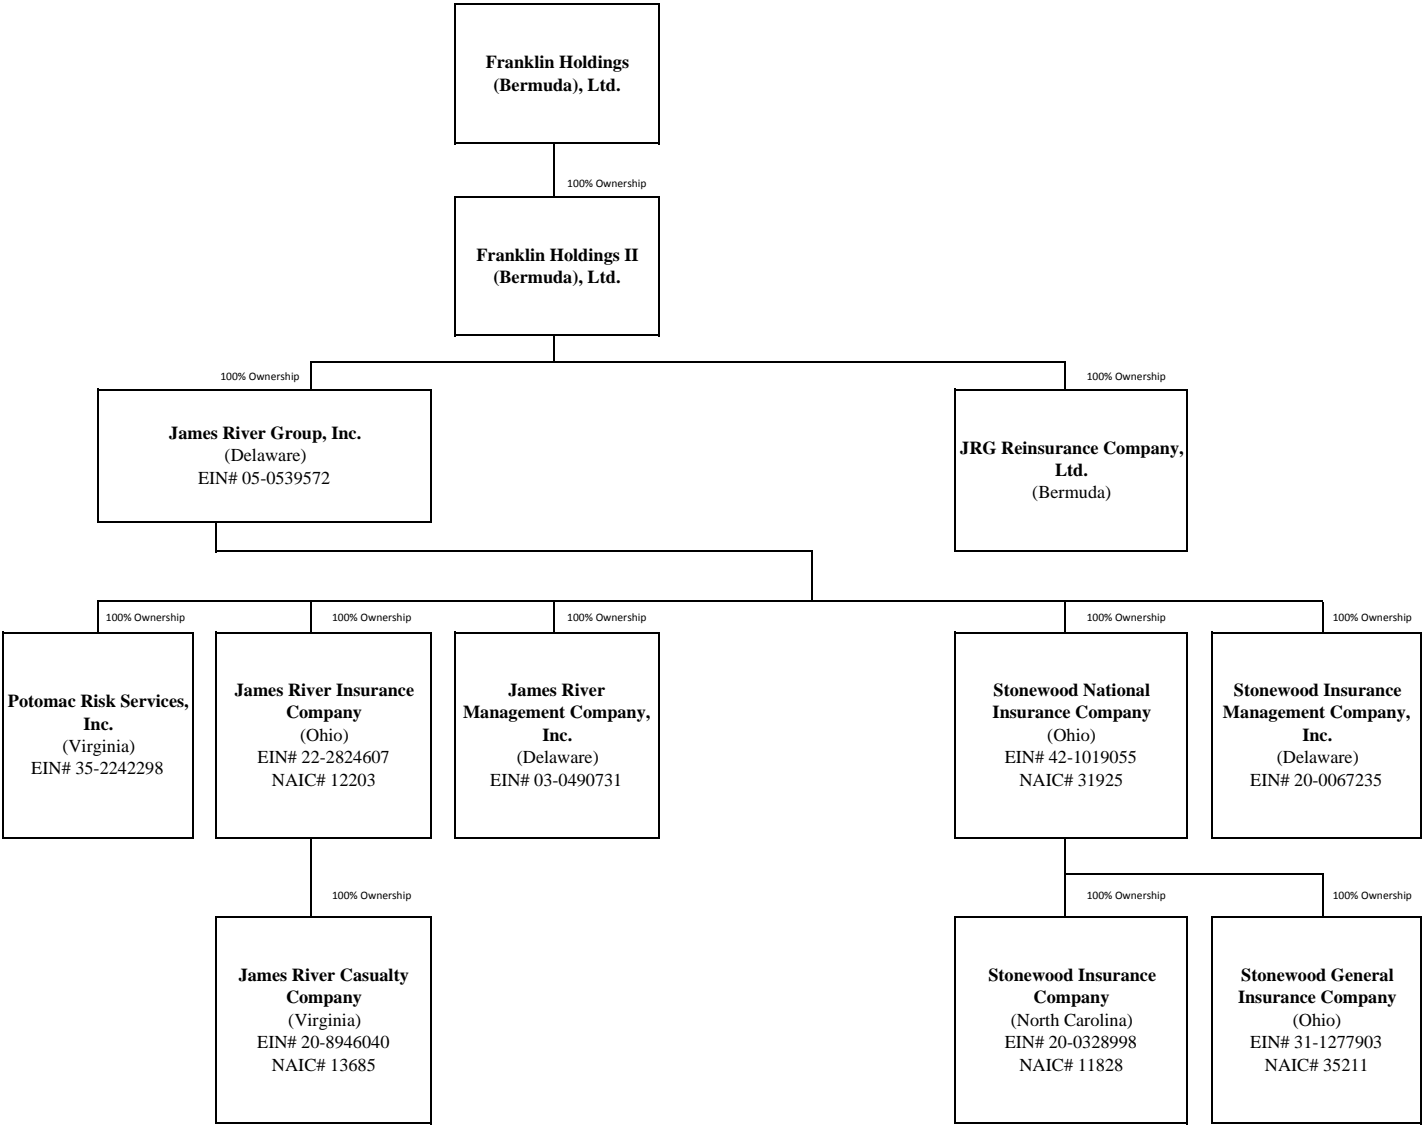 Franklin Holdings
(Bermuda), Ltd.
100% Ownership
Franklin Holdings II
(Bermuda), Ltd.
100% Ownership
100% Ownership
James River Group, Inc.
(Delaware)
EIN# 05-0539572
JRG Reinsurance Company,
Ltd.
(Bermuda)
100% Ownership
100% Ownership
100% Ownership
100% Ownership
100% Ownership
Potomac Risk Services,
Inc.
(Virginia)
EIN# 35-2242298
James River Insurance
Company
(Ohio)
EIN# 22-2824607
NAIC# 12203
James River
Management Company,
Inc.
(Delaware)
EIN# 03-0490731
Stonewood National
Insurance Company
(Ohio)
EIN# 42-1019055
NAIC# 31925
Stonewood Insurance
Management Company,
Inc.
(Delaware)
EIN# 20-0067235
100% Ownership
100% Ownership
100% Ownership
James River Casualty
Company
(Virginia)
EIN# 20-8946040
NAIC# 13685
Stonewood Insurance
Company
(North Carolina)
EIN# 20-0328998
NAIC# 11828
Stonewood General
Insurance Company
(Ohio)
EIN# 31-1277903
NAIC# 35211